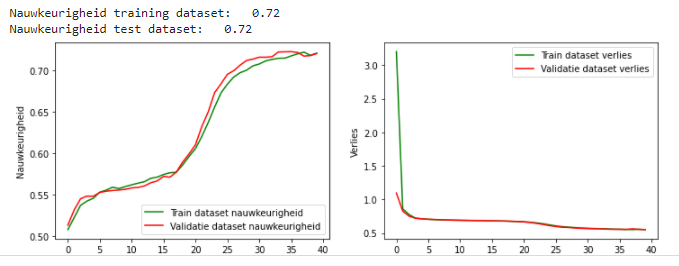 Nauwkeurigheid training dataset:   0.72
Nauwkeurigheid test dataset:   0.72
Nauwkeurigheid
0.70
0.65
0.60
0.55
0.50
0 5 10 15 20 25 30 35 40
Train dataset nauwkeurigheid
Validatie dataset nauwkeurigheid
Verlies
3.0
2.5
2.0
1.5
1.0
0.5
0 5 10 15 20 25 30 35 40
Train dataset verlies
Validatie dataset verlies